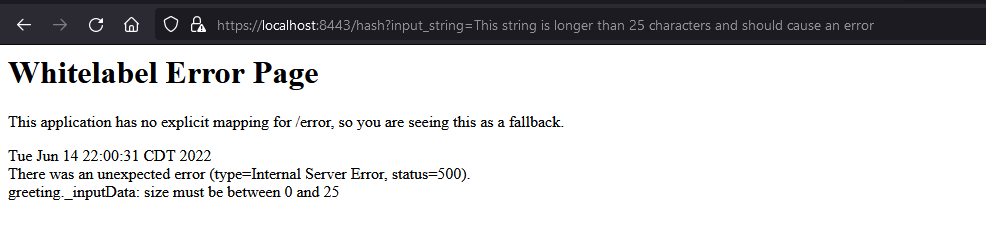 https://localhost:8443/hash?input_string=This string is longer than 25 characters and should cause an error
Whitelabel Error Page
This application has no explicit mapping for /error, so you are seeing this as a fallback.
Tue Jun 14 22:00:31 CDT 2022
There was an unexpected error (type=Internal Server Error, status=500).
greeting._inputData: size must be between 0 and 25